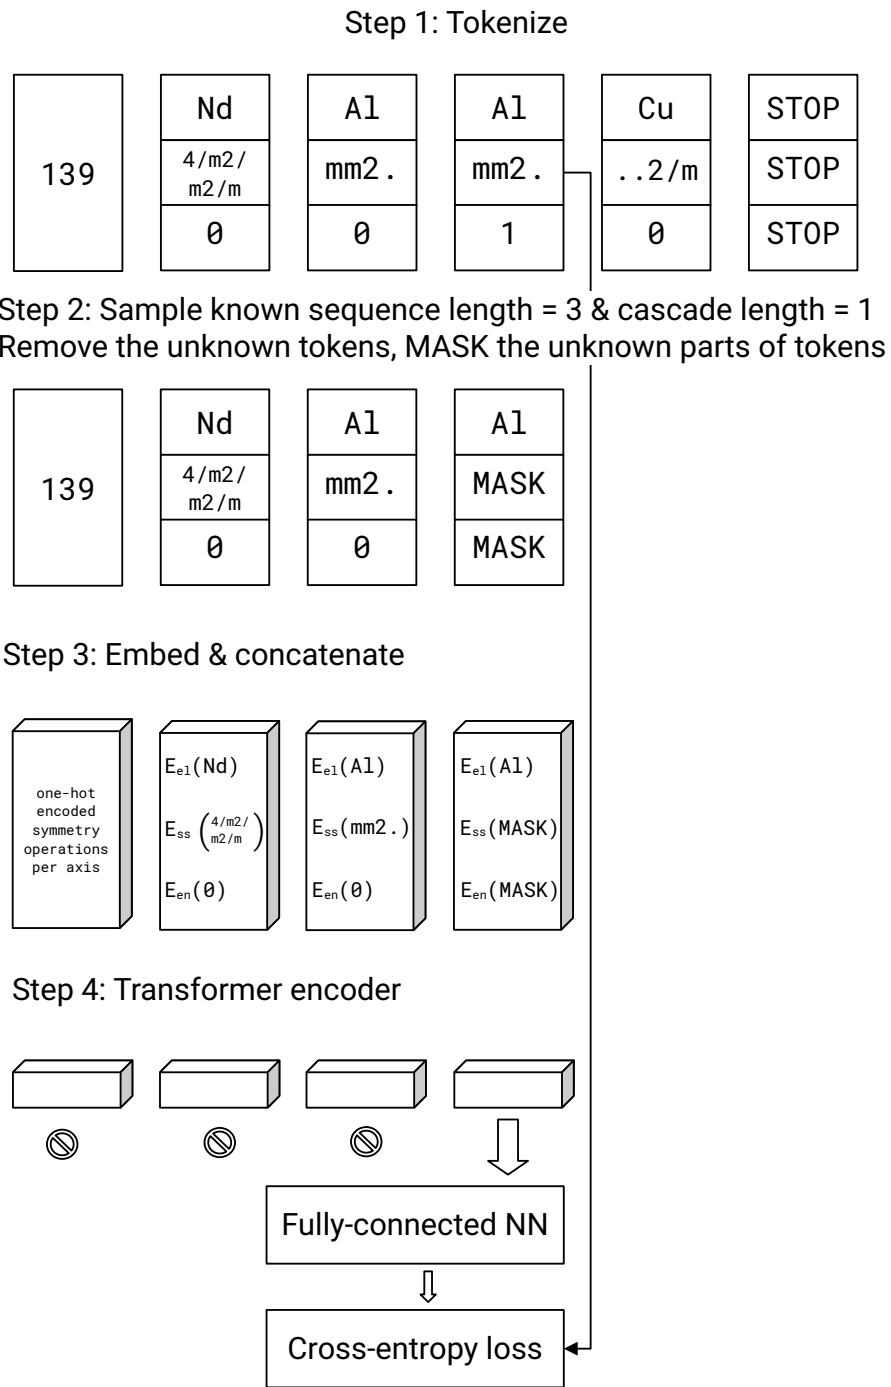 Step 1: Tokenize
139
Nd
4/m2/
m2/m
0
Al
mm2.
0
Al
mm2.
1
Cu
..2/m
0
STOP
STOP
STOP
Step 2: Sample known sequence length = 3 & cascade length = 1
Remove the unknown tokens, MASK the unknown parts of tokens
139
Nd
4/m2/
m2/m
0
Al
mm2.
0
Al
MASK
MASK
Step 3: Embed & concatenate
one-hot
encoded
symmetry
operations
per axis
Eel(Nd)
Ess(4/m2/
m2/m)
Een(0)
Eel(Al)
Ess(mm2.)
Een(0)
Eel(Al)
Ess(MASK)
Een(MASK)
Step 4: Transformer encoder
Fully-connected NN
Cross-entropy loss